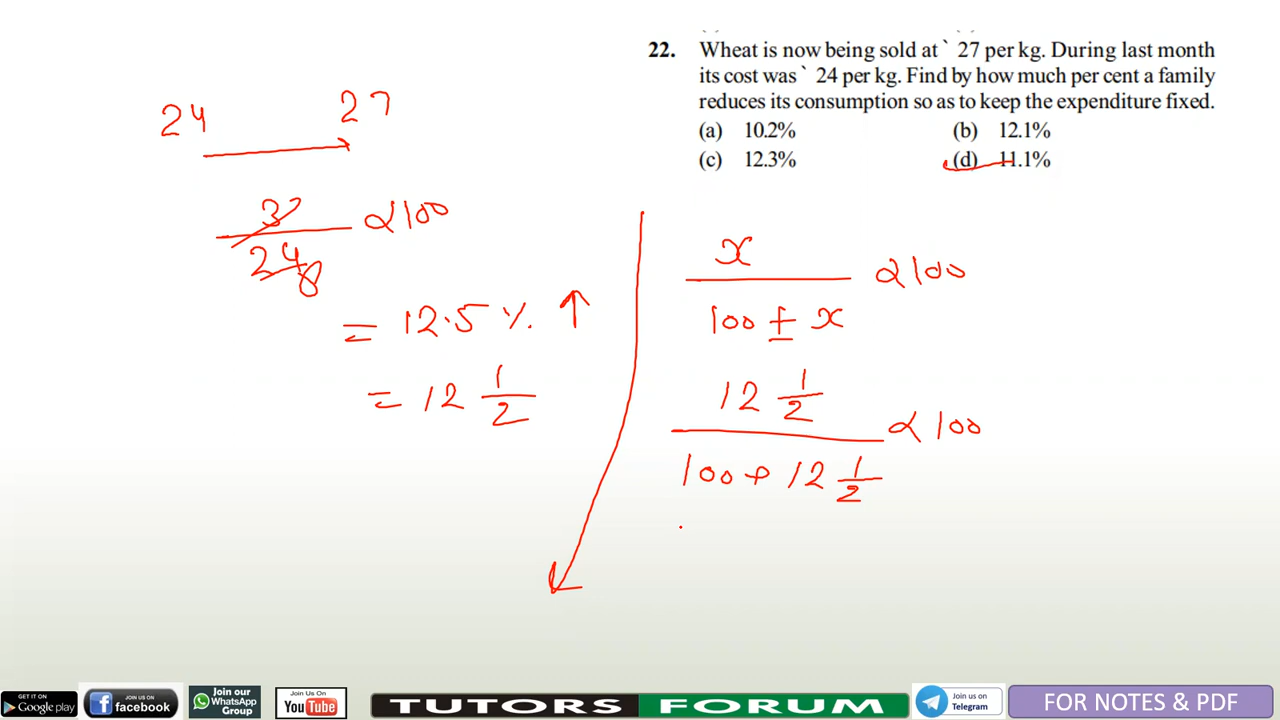 22. Wheat is now being sold at ` 27 per kg. During last month
its cost was ` 24 per kg. Find by how much per cent a family
reduces its consumption so as to keep the expenditure fixed.
(a) 10.2% (b) 12.1%
(c) 12.3% (d) 11.1%
24 27
3
24 8
×100
= 12.5 % ↑
= 12 1/2
x
100 ± x
×100
12 1/2
100 + 12 1/2
×100
GET IT ON
Google play
JOIN US ON
facebook
Join our
WhatsApp
Group
Join Us On
YouTube
TUTORS FORUM
Join us on
Telegram
FOR NOTES & PDF